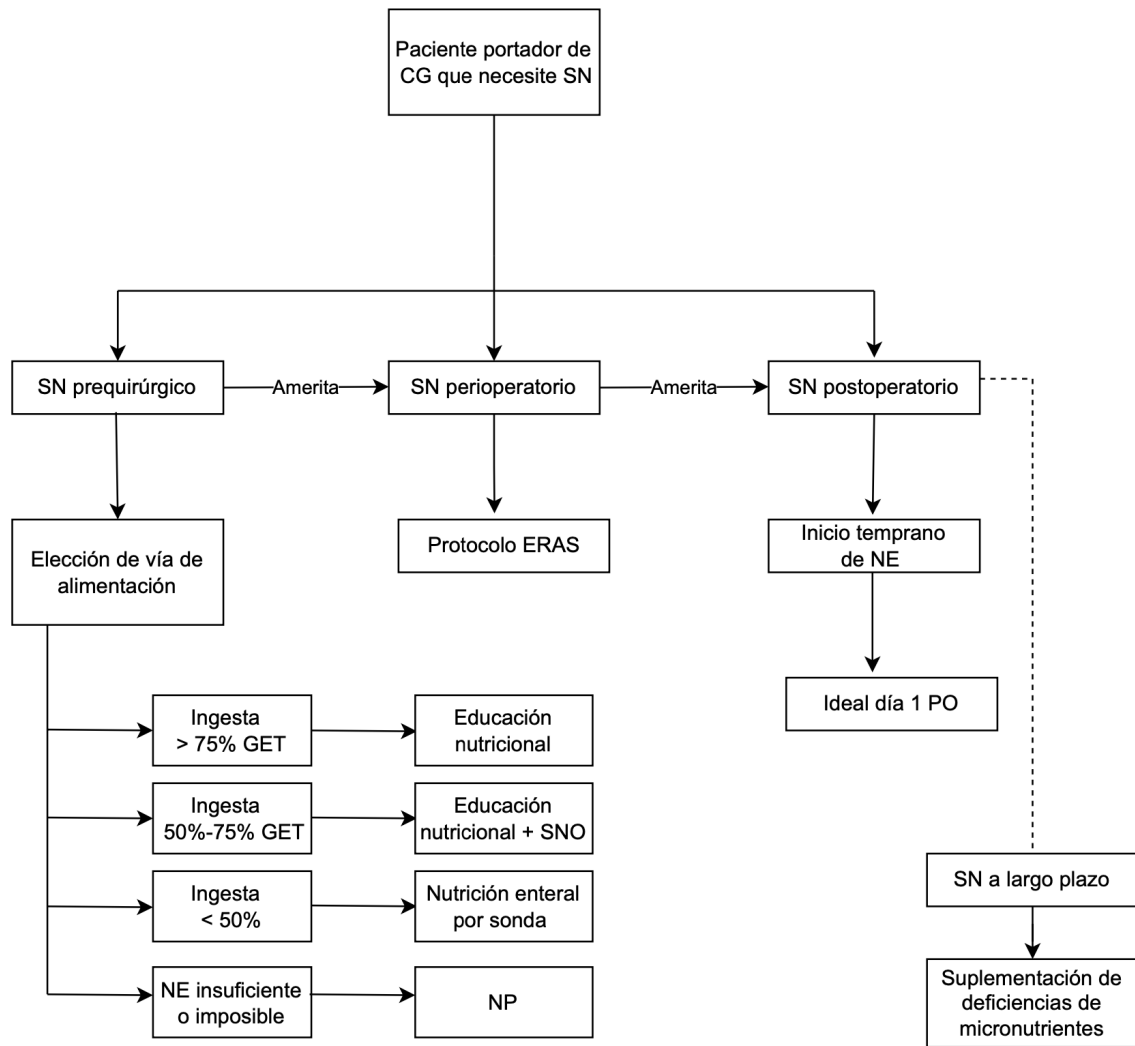 Paciente portador de
CG que necesite SN
SN prequirúrgico
Amerita
SN perioperatorio
Amerita
SN postoperatorio
Elección de vía de
alimentación
Protocolo ERAS
Inicio temprano
de NE
Ideal día 1 PO
Ingesta
> 75% GET
Educación
nutricional
Ingesta
50%-75% GET
Educación
nutricional + SNO
Ingesta
< 50%
Nutrición enteral
por sonda
NE insuficiente
o imposible
NP
SN a largo plazo
Suplementación de
deficiencias de
micronutrientes